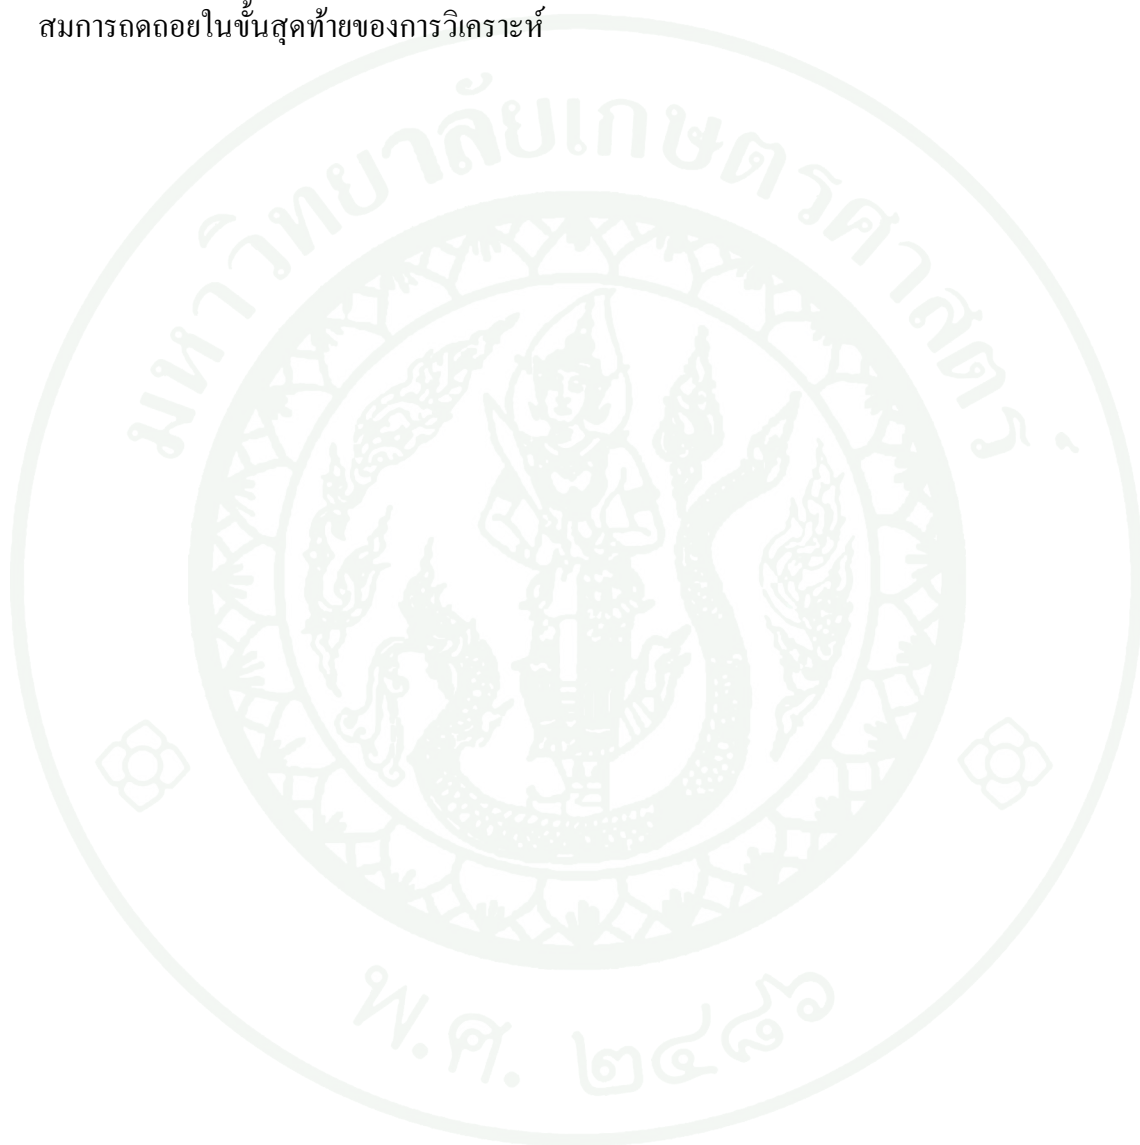 สมการถดถอยในขั้นสุดท้ายของการวิเคราะห์
มหาวิทยาลัยเกษตรศาสตร์
พ.ศ. ๒๔๘๖